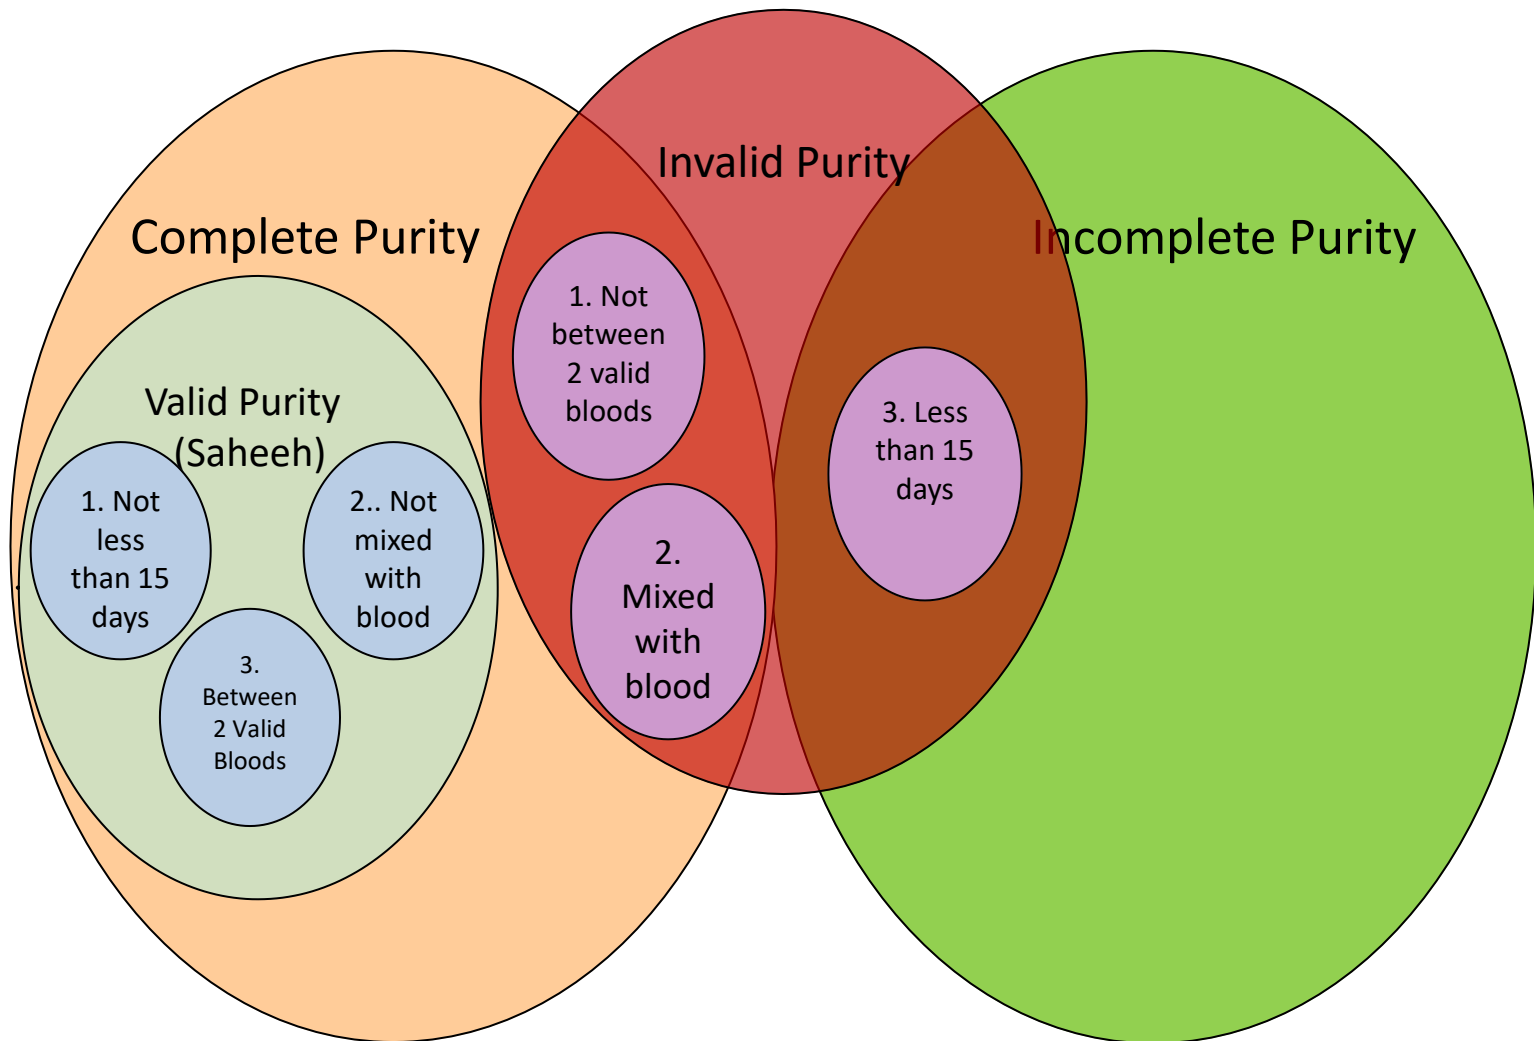 Invalid Purity
Complete Purity
Incomplete Purity
Valid Purity
(Saheeh)
1. Not
less
than 15
days
2.. Not
mixed
with
blood
3.
Between
2 Valid
Bloods
1. Not
between
2 valid
bloods
2.
Mixed
with
blood
3. Less
than 15
days
.